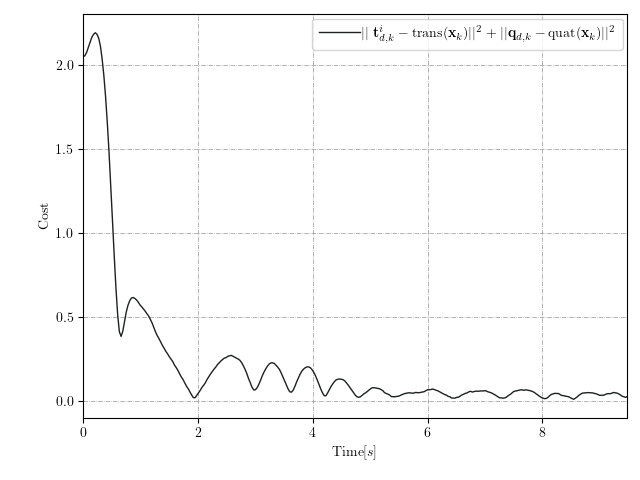 || t^i_{d,k} − trans(x_k)||^2 + ||q_{d,k} − quat(x_k)||^2
2.0
1.5
1.0
0.5
0.0
Cost
0 2 4 6 8
Time[s]